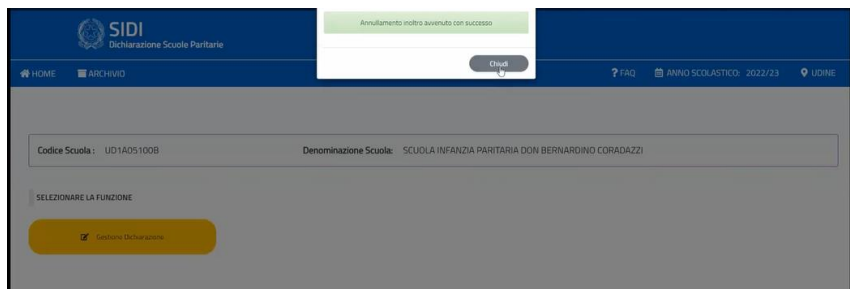 Annullamento inoltro avvenuto con successo
Chiudi
SIDI
Dichiarazione Scuole Paritarie
HOME ARCHIVIO ? FAQ ANNO SCOLASTICO: 2022/23 UDINE
Codice Scuola : UD1A05100B Denominazione Scuola: SCUOLA INFANZIA PARITARIA DON BERNARDINO CORADAZZI
SELEZIONARE LA FUNZIONE
Gestione Dichiarazione